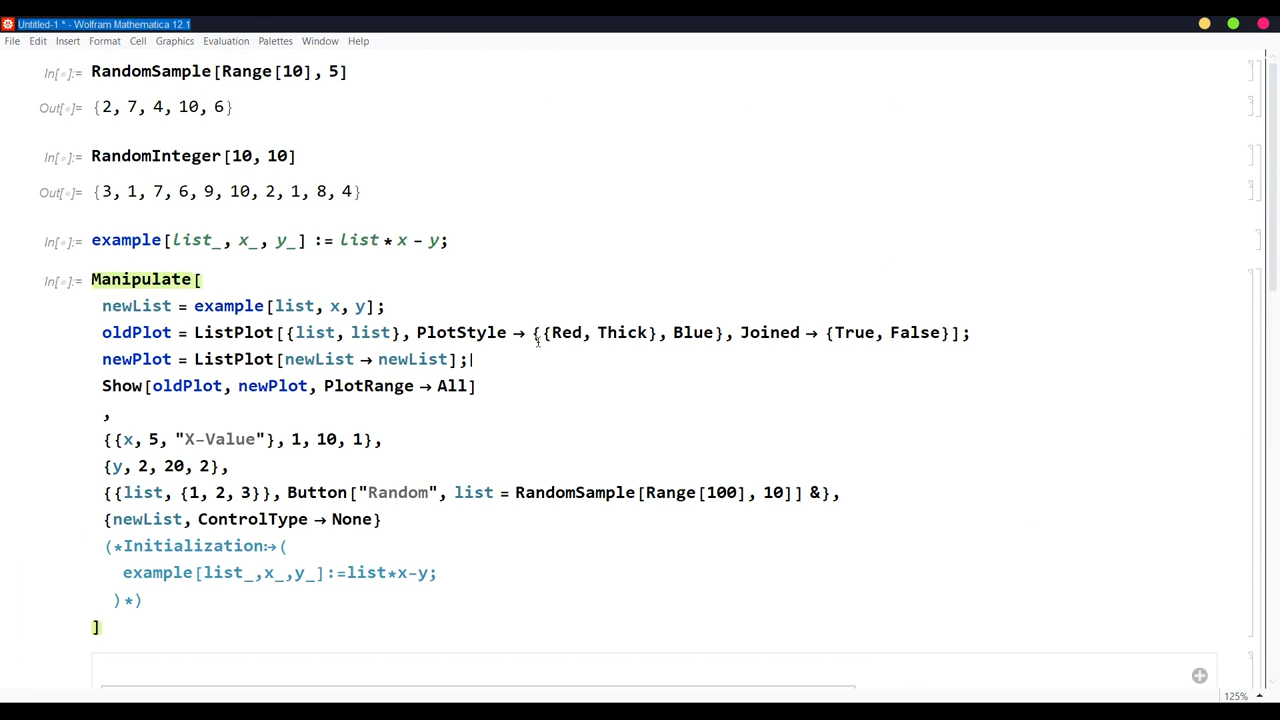 Untitled-1 * - Wolfram Mathematica 12.1
File Edit Insert Format Cell Graphics Evaluation Palettes Window Help
In[◦]:= RandomSample[Range[10], 5]
Out[◦]= {2, 7, 4, 10, 6}
In[◦]:= RandomInteger[10, 10]
Out[◦]= {3, 1, 7, 6, 9, 10, 2, 1, 8, 4}
In[◦]:= example[list_, x_, y_] := list * x - y;
In[◦]:= Manipulate[
newList = example[list, x, y];
oldPlot = ListPlot[{list, list}, PlotStyle → {{Red, Thick}, Blue}, Joined → {True, False}];
newPlot = ListPlot[newList → newList];
Show[oldPlot, newPlot, PlotRange → All]
,
{{x, 5, "X-Value"}, 1, 10, 1},
{y, 2, 20, 2},
{{list, {1, 2, 3}}, Button["Random", list = RandomSample[Range[100], 10]] &},
{newList, ControlType → None}
(*Initialization:→(
example[list_,x_,y_]:=list*x-y;
)*)
]
125%